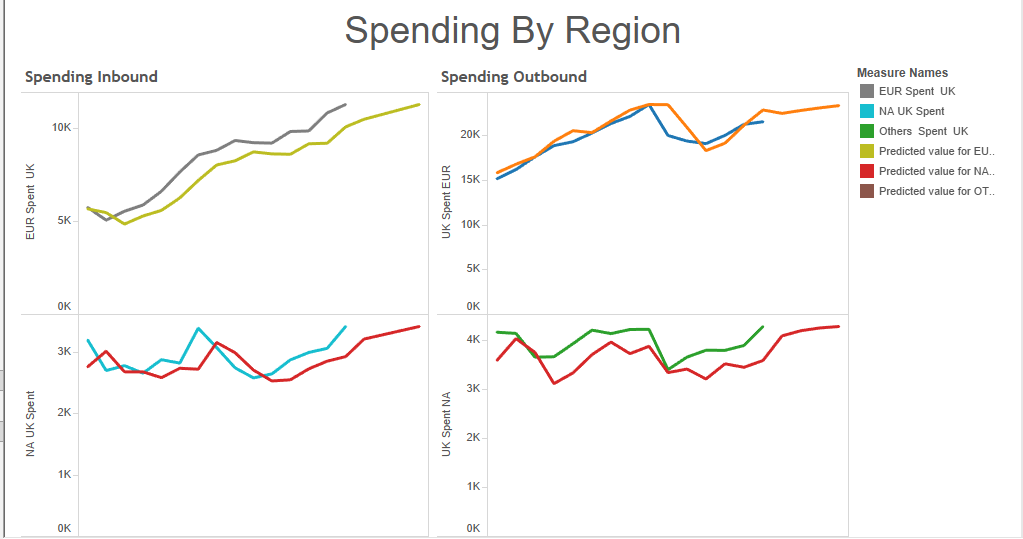 Spending By Region
Spending Inbound
Spending Outbound
EUR Spent  UK
10K
5K
0K
NA UK Spent
3K
2K
1K
0K
UK Spent EUR
20K
15K
10K
5K
0K
UK Spent NA
4K
3K
2K
1K
0K
Measure Names
EUR Spent  UK
NA UK Spent
Others  Spent  UK
Predicted value for EU..
Predicted value for NA..
Predicted value for OT..